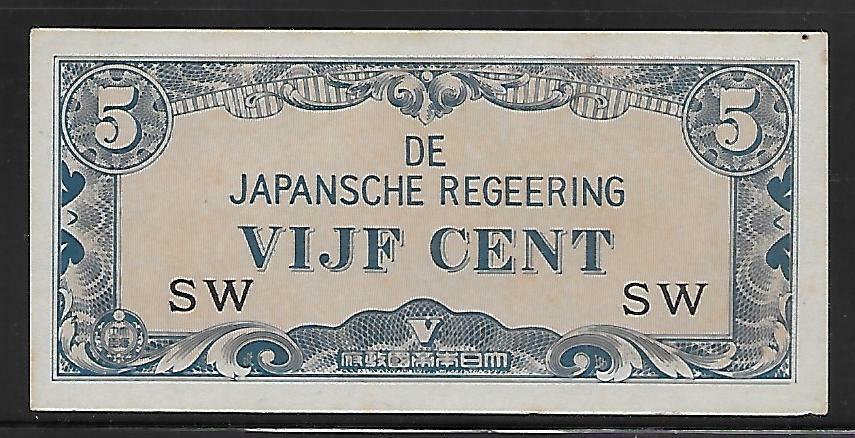 5 5
DE
JAPANSCHE REGEERING
VIJF CENT
SW SW
V
大日本帝國政府